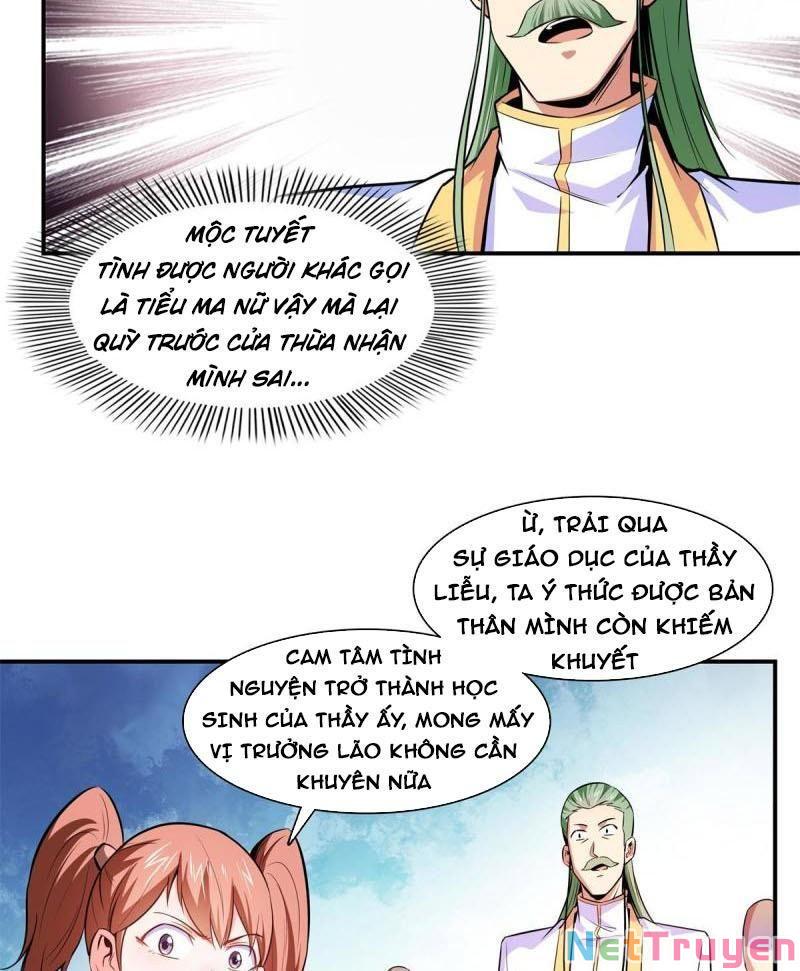 MỘC TUYẾT
TÌNH ĐƯỢC NGƯỜI KHÁC GỌI
LÀ TIỂU MA NỮ VẬY MÀ LẠI
QUỲ TRƯỚC CỬA THỪA NHẬN
MÌNH SAI...
Ừ, TRẢI QUA
SỰ GIÁO DỤC CỦA THẦY
LIỄU, TA Ý THỨC ĐƯỢC BẢN
THÂN MÌNH CÒN KHIẾM
KHUYẾT
CAM TÂM TÌNH
NGUYỆN TRỞ THÀNH HỌC
SINH CỦA THẦY ẤY, MONG MẤY
VỊ TRƯỞNG LÃO KHÔNG CẦN
KHUYÊN NỮA
NetTruyen